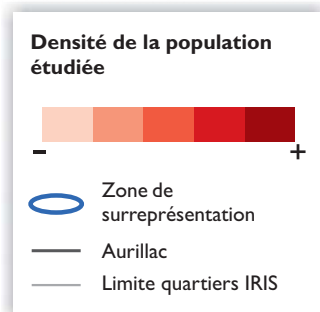 Densité de la population
étudiée
- +
Zone de
surreprésentation
Aurillac
Limite quartiers IRIS